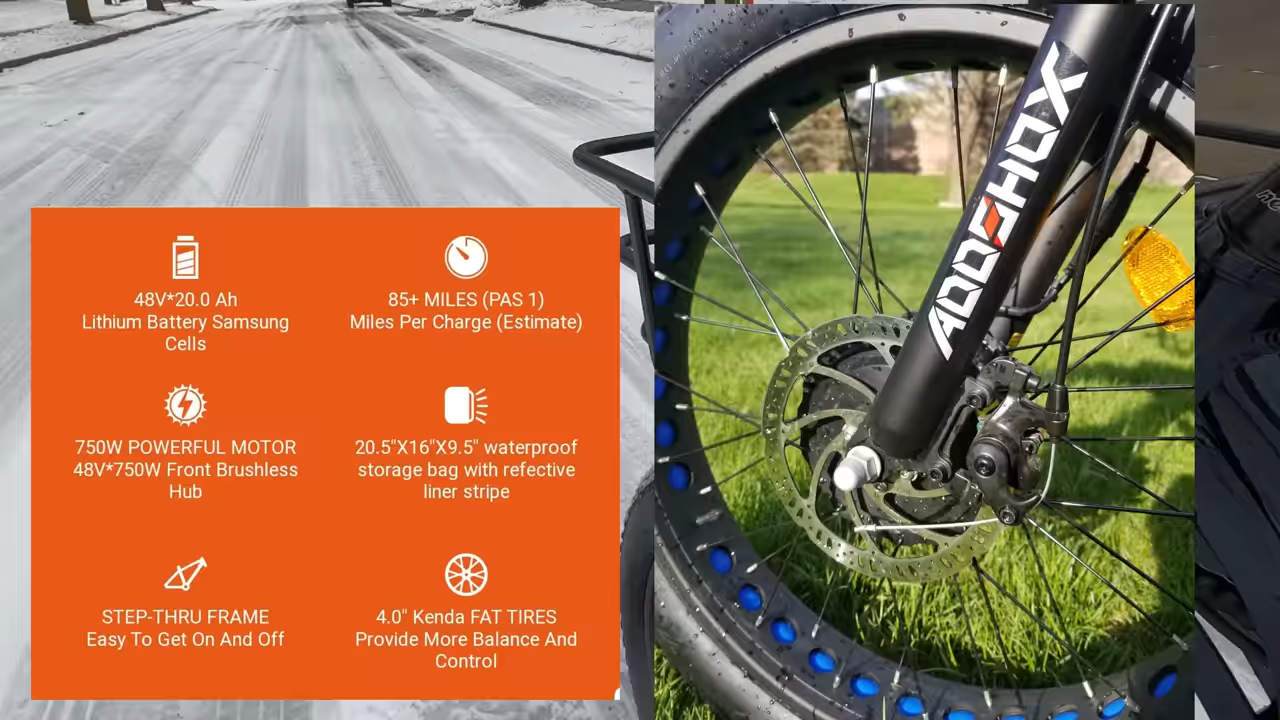 48V*20.0 Ah
Lithium Battery Samsung
Cells
85+ MILES (PAS 1)
Miles Per Charge (Estimate)
750W POWERFUL MOTOR
48V*750W Front Brushless
Hub
20.5"X16"X9.5" waterproof
storage bag with refective
liner stripe
STEP-THRU FRAME
Easy To Get On And Off
4.0" Kenda FAT TIRES
Provide More Balance And
Control
ADDSHOX